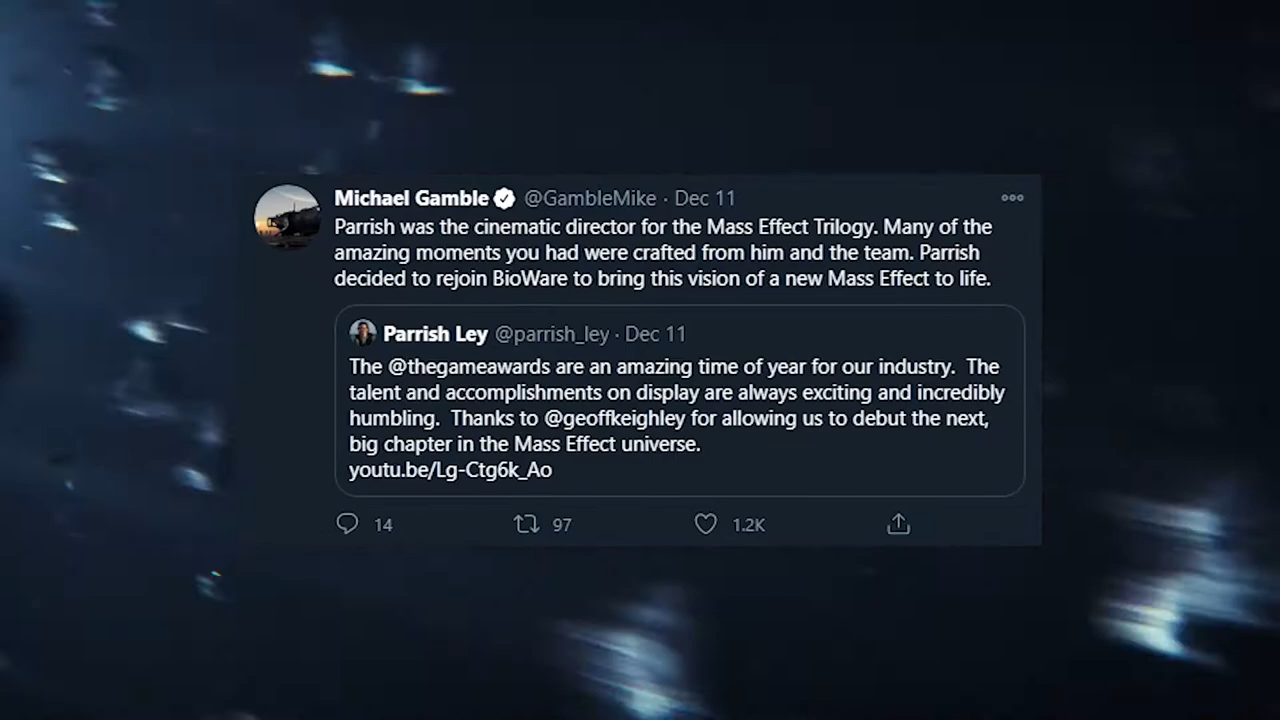 Michael Gamble @GambleMike · Dec 11
Parrish was the cinematic director for the Mass Effect Trilogy. Many of the
amazing moments you had were crafted from him and the team. Parrish
decided to rejoin BioWare to bring this vision of a new Mass Effect to life.
Parrish Ley @parrish_ley · Dec 11
The @thegameawards are an amazing time of year for our industry.  The
talent and accomplishments on display are always exciting and incredibly
humbling.  Thanks to @geoffkeighley for allowing us to debut the next,
big chapter in the Mass Effect universe.
youtu.be/Lg-Ctg6k_Ao
14 97 1.2K